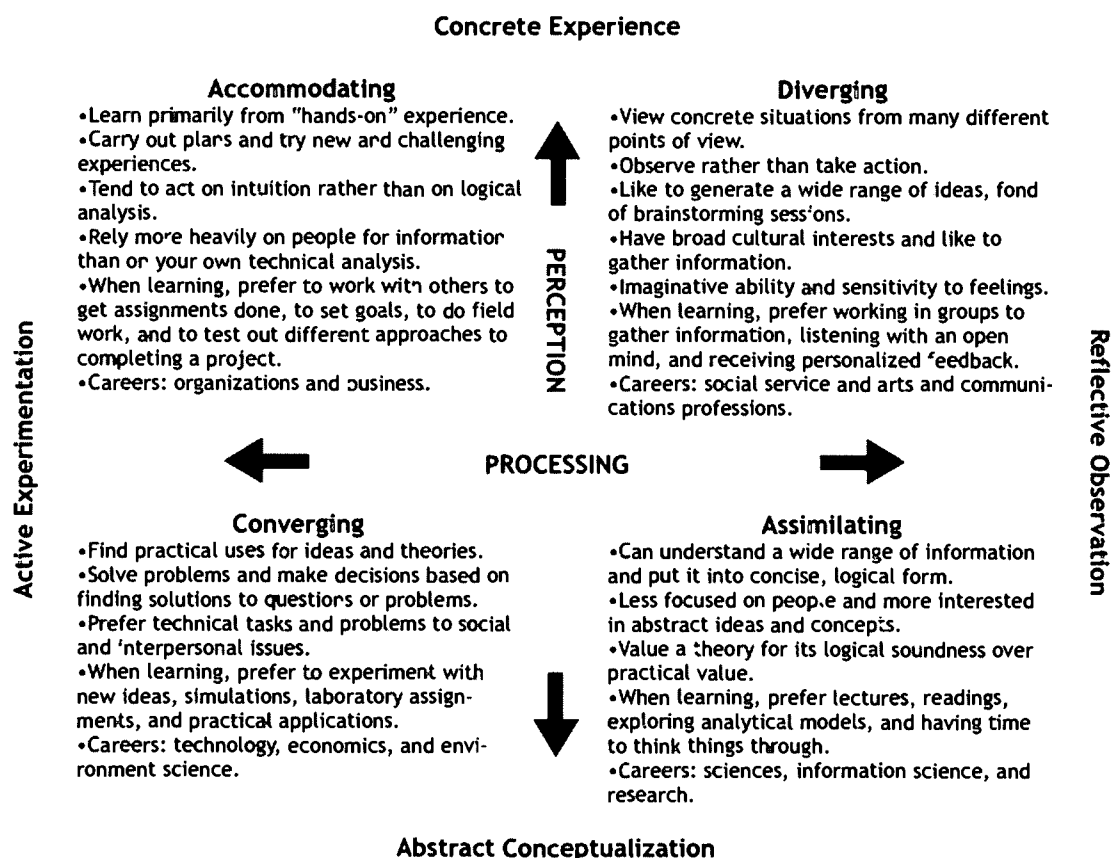 Concrete Experience
Accommodating
•Learn primarily from "hands-on" experience.
•Carry out plans and try new and challenging
experiences.
•Tend to act on intuition rather than on logical
analysis.
•Rely more heavily on people for information
than on your own technical analysis.
•When learning, prefer to work with others to
get assignments done, to set goals, to do field
work, and to test out different approaches to
completing a project.
•Careers: organizations and business.
Diverging
•View concrete situations from many different
points of view.
•Observe rather than take action.
•Like to generate a wide range of ideas, fond
of brainstorming sessions.
•Have broad cultural interests and like to
gather information.
•Imaginative ability and sensitivity to feelings.
•When learning, prefer working in groups to
gather information, listening with an open
mind, and receiving personalized feedback.
•Careers: social service and arts and communi-
cations professions.
PERCEPTION
Active Experimentation
PROCESSING
Reflective Observation
Converging
•Find practical uses for ideas and theories.
•Solve problems and make decisions based on
finding solutions to questions or problems.
•Prefer technical tasks and problems to social
and interpersonal issues.
•When learning, prefer to experiment with
new ideas, simulations, laboratory assign-
ments, and practical applications.
•Careers: technology, economics, and envi-
ronment science.
Assimilating
•Can understand a wide range of information
and put it into concise, logical form.
•Less focused on people and more interested
in abstract ideas and concepts.
•Value a theory for its logical soundness over
practical value.
•When learning, prefer lectures, readings,
exploring analytical models, and having time
to think things through.
•Careers: sciences, information science, and
research.
Abstract Conceptualization